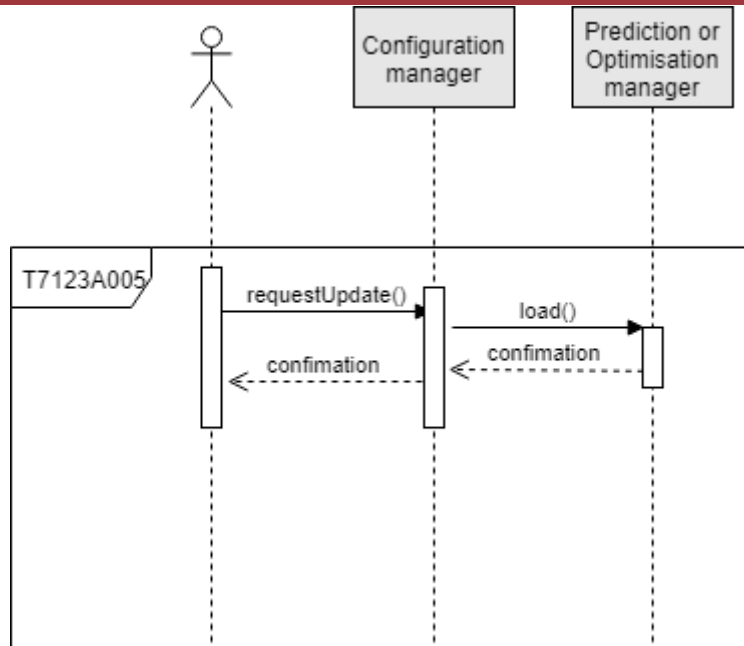 Configuration
manager
Prediction or
Optimisation
manager
T7123A005
requestUpdate()
load()
confimation
confimation